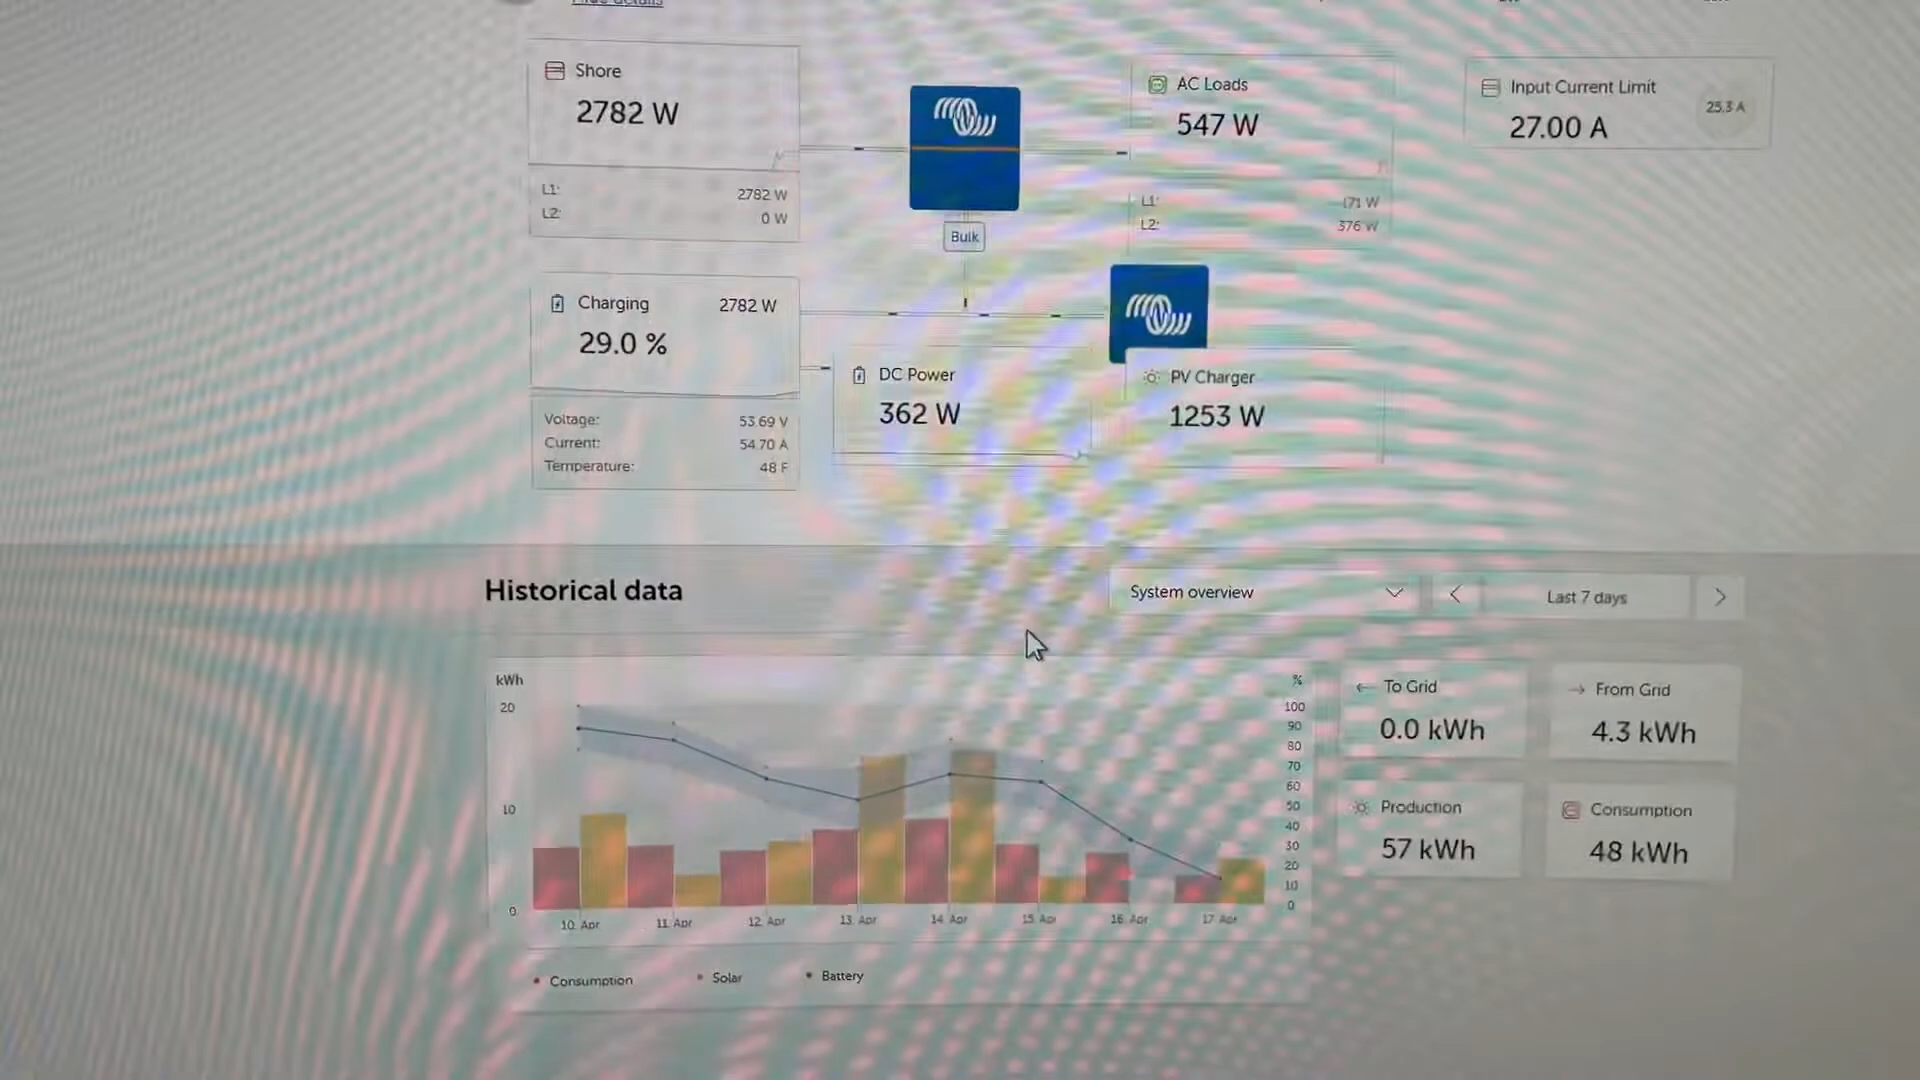 Hide details
Shore
2782 W
L1: 2782 W
L2: 0 W
Bulk
AC Loads
547 W
L1: 171 W
L2: 376 W
Input Current Limit
27.00 A
25.3 A
Charging 2782 W
29.0 %
Voltage: 53.69 V
Current: 54.70 A
Temperature: 48 F
DC Power
362 W
PV Charger
1253 W
Historical data
System overview
Last 7 days
kWh
20
10
0
%
100
90
80
70
60
50
40
30
20
10
0
10. Apr
11. Apr
12. Apr
13. Apr
14. Apr
15. Apr
16. Apr
17. Apr
Consumption
Solar
Battery
To Grid
0.0 kWh
From Grid
4.3 kWh
Production
57 kWh
Consumption
48 kWh